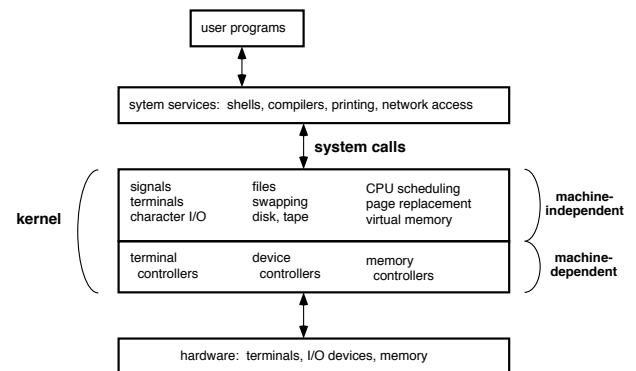 user programs
sytem services: shells, compilers, printing, network access
system calls
kernel
signals
terminals
character I/O
files
swapping
disk, tape
CPU scheduling
page replacement
virtual memory
machine-
independent
terminal
controllers
device
controllers
memory
controllers
machine-
dependent
hardware: terminals, I/O devices, memory